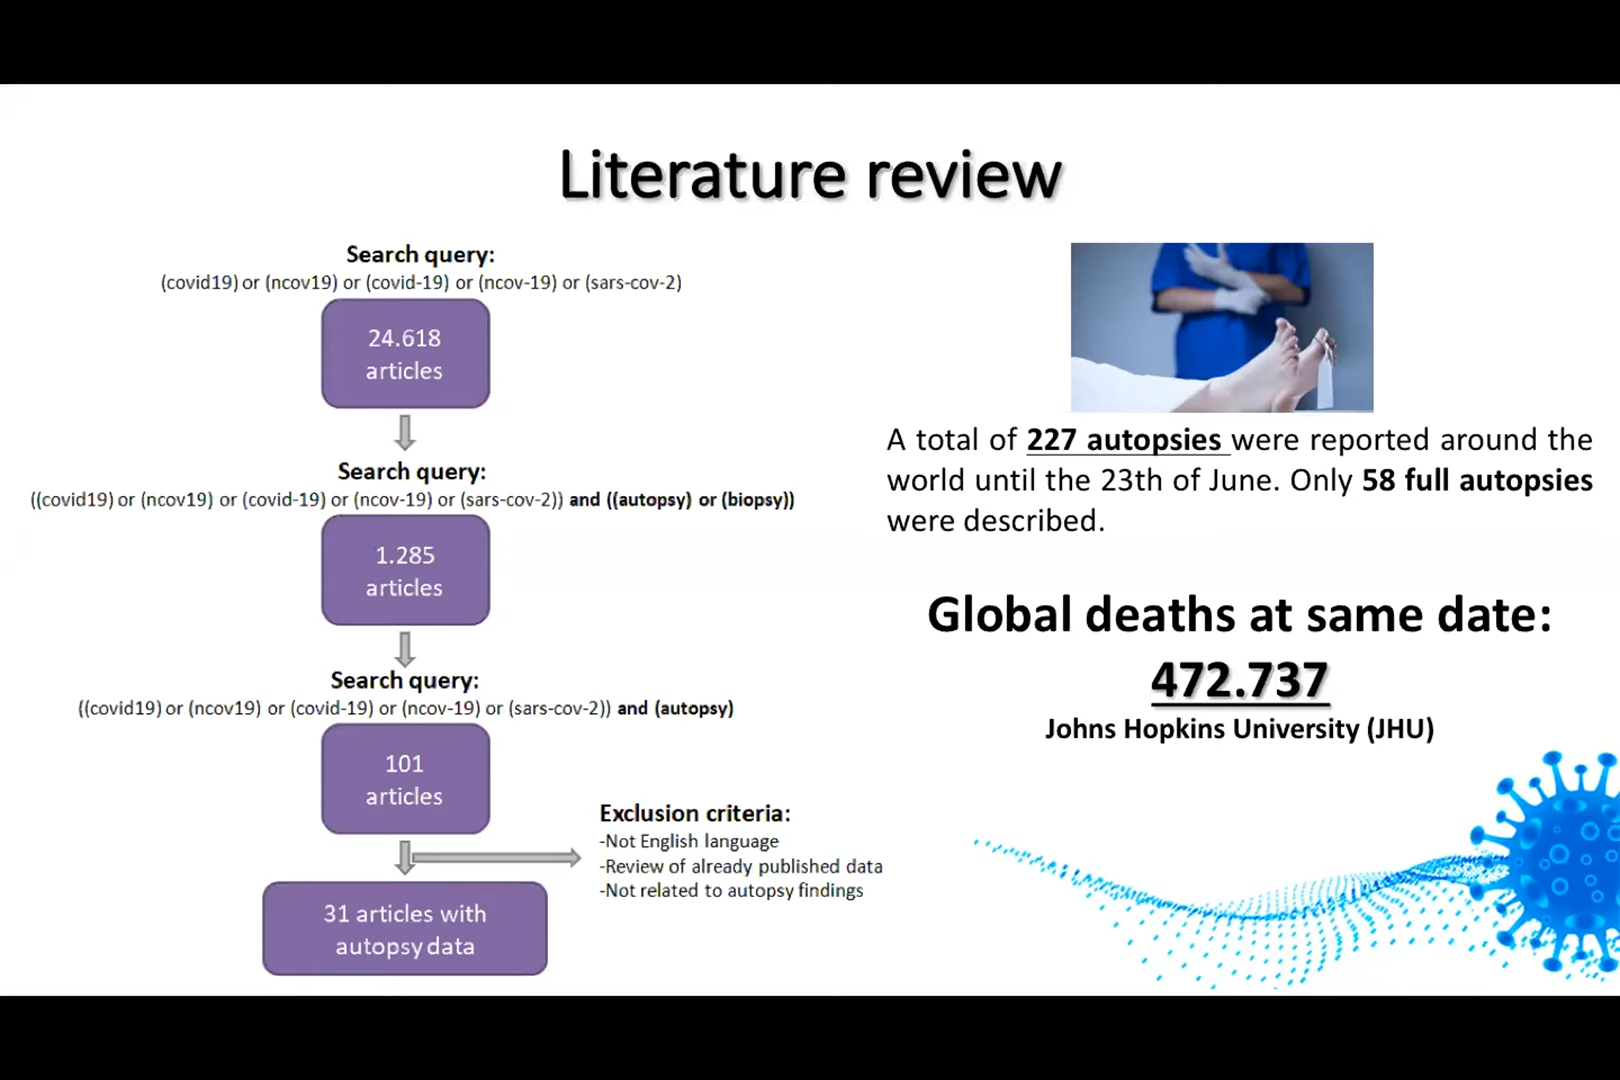 Literature review
Search query:
(covid19) or (ncov19) or (covid-19) or (ncov-19) or (sars-cov-2)
24.618
articles
Search query:
((covid19) or (ncov19) or (covid-19) or (ncov-19) or (sars-cov-2)) and ((autopsy) or (biopsy))
1.285
articles
Search query:
((covid19) or (ncov19) or (covid-19) or (ncov-19) or (sars-cov-2)) and (autopsy)
101
articles
Exclusion criteria:
-Not English language
-Review of already published data
-Not related to autopsy findings
31 articles with
autopsy data
A total of 227 autopsies were reported around the
world until the 23th of June. Only 58 full autopsies
were described.
Global deaths at same date:
472.737
Johns Hopkins University (JHU)